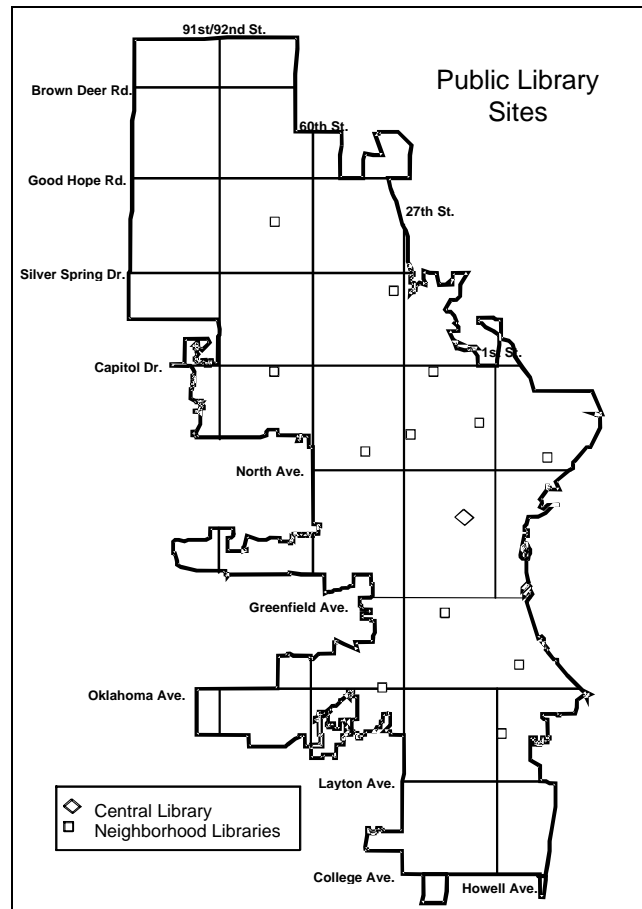 91st/92nd St.
Public Library
Sites
Brown Deer Rd.
60th St.
Good Hope Rd.
27th St.
Silver Spring Dr.
1st St.
Capitol Dr.
North Ave.
Greenfield Ave.
Oklahoma Ave.
Layton Ave.
Central Library
Neighborhood Libraries
College Ave.
Howell Ave.